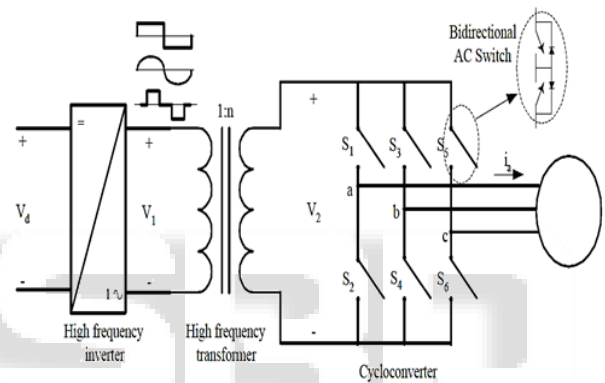 Bidirectional
AC Switch
1:n
=
+
+
+
S1
S3
S5
ia
a
Vd
V1
V2
b
c
S2
S4
S6
-
-
-
1 ∿
High frequency
inverter
High frequency
transformer
Cycloconverter